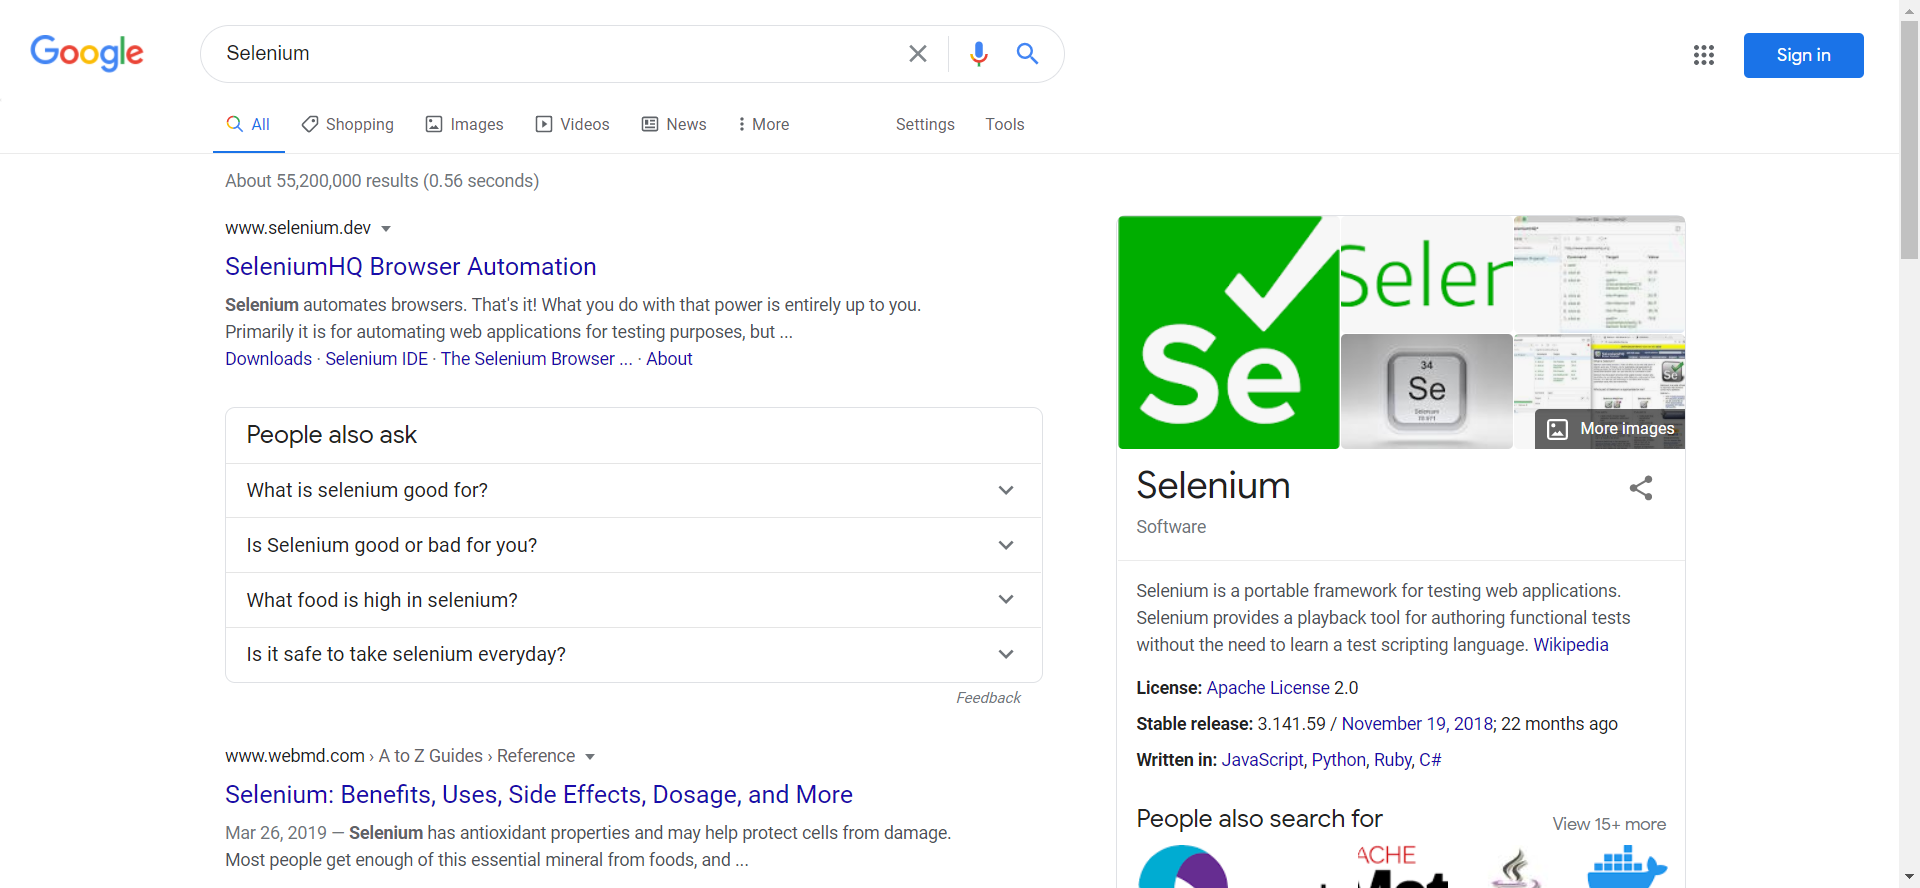 Google
Selenium
Sign in
All
Shopping
Images
Videos
News
More
Settings
Tools
About 55,200,000 results (0.56 seconds)
www.selenium.dev
SeleniumHQ Browser Automation
Selenium automates browsers. That's it! What you do with that power is entirely up to you.
Primarily it is for automating web applications for testing purposes, but ...
Downloads · Selenium IDE · The Selenium Browser ... · About
People also ask
What is selenium good for?
Is Selenium good or bad for you?
What food is high in selenium?
Is it safe to take selenium everyday?
Feedback
www.webmd.com › A to Z Guides › Reference
Selenium: Benefits, Uses, Side Effects, Dosage, and More
Mar 26, 2019 — Selenium has antioxidant properties and may help protect cells from damage.
Most people get enough of this essential mineral from foods, and ...
Se
Selen
34
Se
Selenium
Se
More images
Selenium
Software
Selenium is a portable framework for testing web applications.
Selenium provides a playback tool for authoring functional tests
without the need to learn a test scripting language. Wikipedia
License: Apache License 2.0
Stable release: 3.141.59 / November 19, 2018; 22 months ago
Written in: JavaScript, Python, Ruby, C#
People also search for
View 15+ more
ACHE